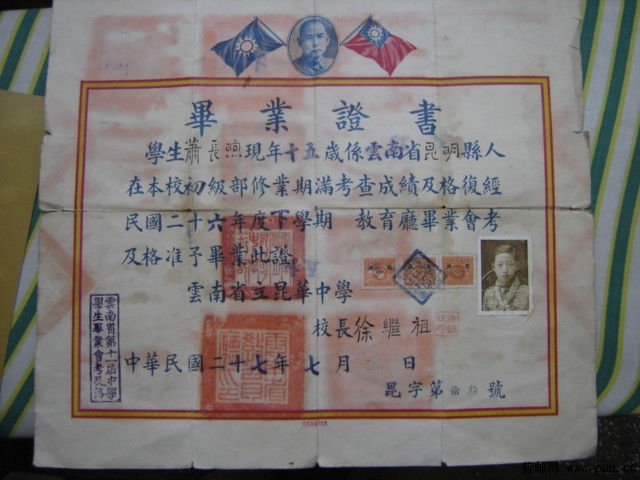 畢業證書
學生蕭長煦現年十五歲係雲南省昆明縣人
在本校初級部修業期滿考查成績及格復經
民國二十六年度下學期 教育廳畢業會考
及格准予畢業此證
雲南省立昆華中學
校長徐繼祖
中華民國二十七年七月 日
昆字第拾叁號
雲南省第十一屆中學
學生畢業會考及格